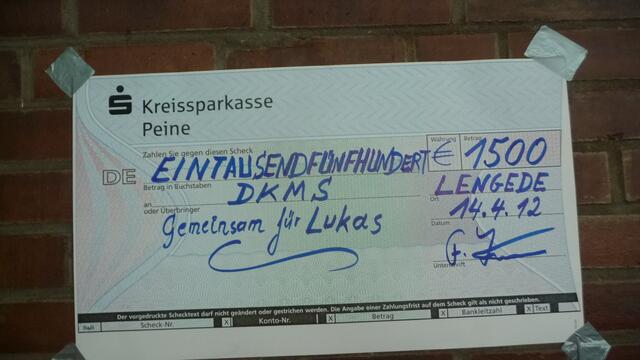 Kreissparkasse
Peine
Zahlen Sie gegen diesen Scheck
Währung
Betrag
DE EINTAUSENDFÜNFHUNDERT € 1500
Betrag in Buchstaben
an DKMS LENGEDE
oder Überbringer
Ort
Gemeinsam für Lukas 14.4.12
Datum
Unterschrift
Der vorgedruckte Schecktext darf nicht geändert oder gestrichen werden. Die Angabe einer Zahlungsfrist auf dem Scheck gilt als nicht geschrieben.
Scheck-Nr. X Konto-Nr. X Betrag X Bankleitzahl X Text